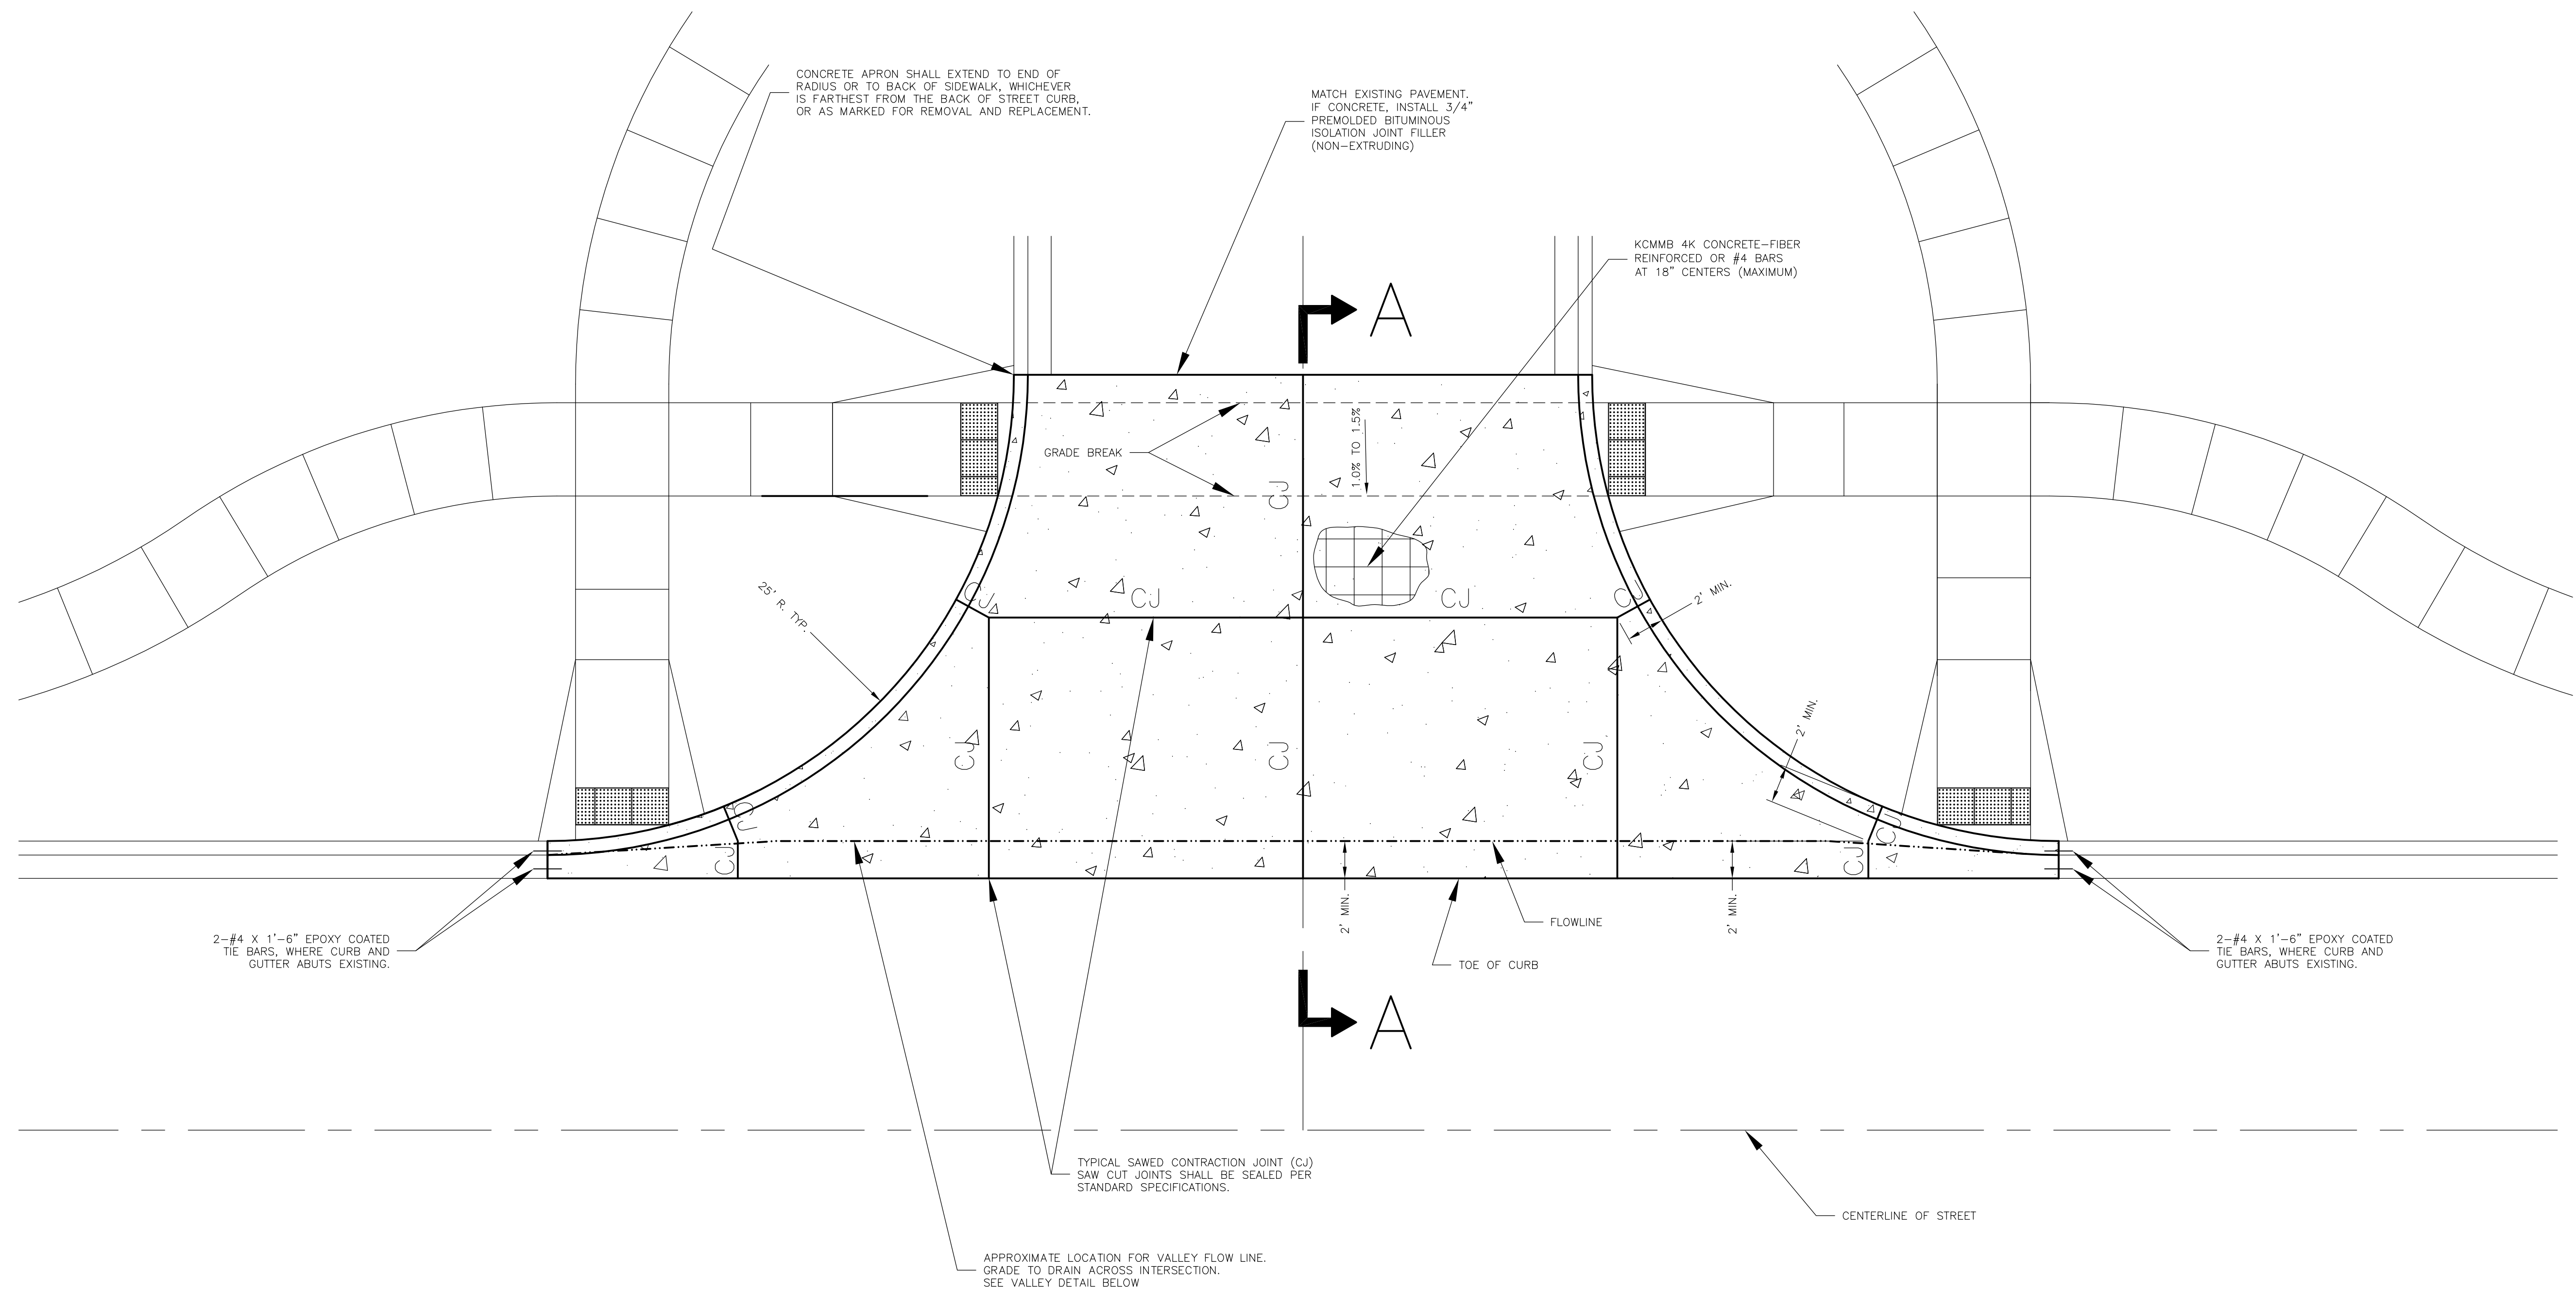 CONCRETE APRON SHALL EXTEND TO END OF
RADIUS OR TO BACK OF SIDEWALK, WHICHEVER
IS FARTHEST FROM THE BACK OF STREET CURB,
OR AS MARKED FOR REMOVAL AND REPLACEMENT.
MATCH EXISTING PAVEMENT.
IF CONCRETE, INSTALL 3/4"
PREMOLDED BITUMINOUS
ISOLATION JOINT FILLER
(NON-EXTRUDING)
KCMMB 4K CONCRETE-FIBER
REINFORCED OR #4 BARS
AT 18" CENTERS (MAXIMUM)
A
GRADE BREAK
1.0% TO 1.5%
CJ
25' R. TYP.
CJ
CJ
CJ
CJ
2' MIN.
2' MIN.
CJ
CJ
CJ
CJ
CJ
CJ
CJ
2' MIN.
2' MIN.
FLOWLINE
TOE OF CURB
2-#4 X 1'-6" EPOXY COATED
TIE BARS, WHERE CURB AND
GUTTER ABUTS EXISTING.
2-#4 X 1'-6" EPOXY COATED
TIE BARS, WHERE CURB AND
GUTTER ABUTS EXISTING.
A
TYPICAL SAWED CONTRACTION JOINT (CJ)
SAW CUT JOINTS SHALL BE SEALED PER
STANDARD SPECIFICATIONS.
CENTERLINE OF STREET
APPROXIMATE LOCATION FOR VALLEY FLOW LINE.
GRADE TO DRAIN ACROSS INTERSECTION.
SEE VALLEY DETAIL BELOW